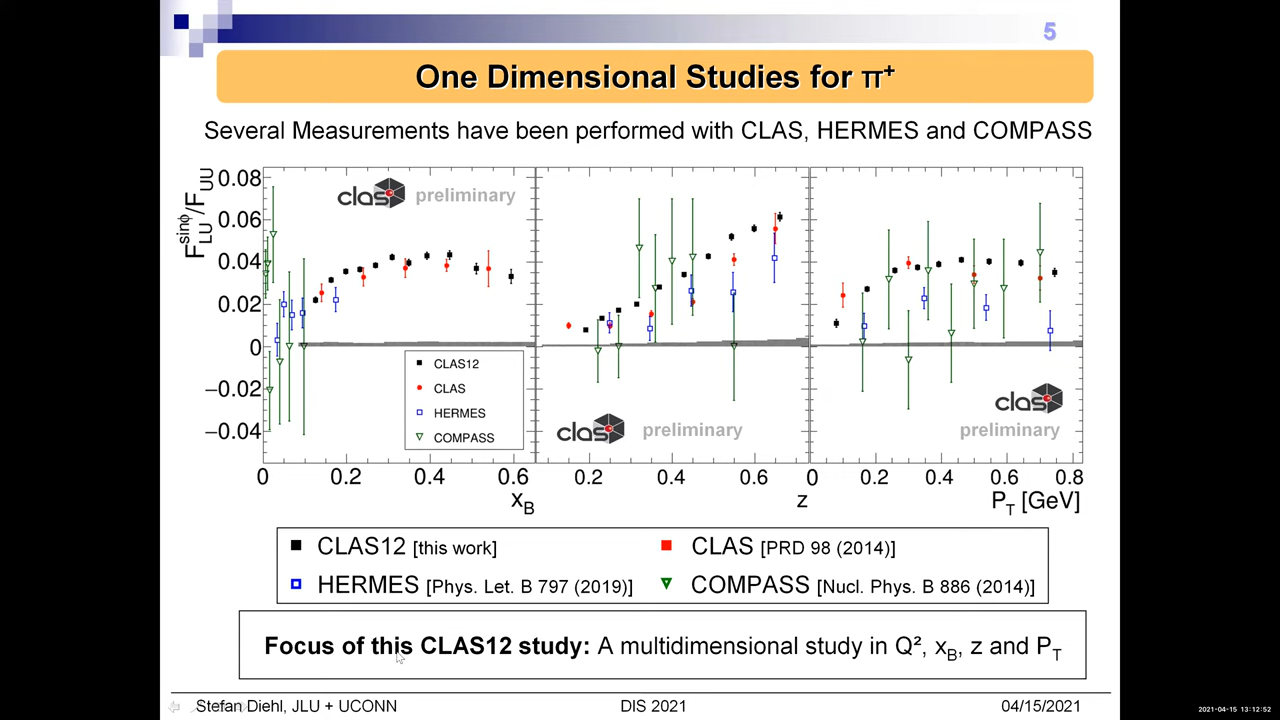 5
One Dimensional Studies for π+
Several Measurements have been performed with CLAS, HERMES and COMPASS
F_LU^sinϕ/F_UU
0.08
0.06
0.04
0.02
0
−0.02
−0.04
clas preliminary
clas preliminary
clas
preliminary
CLAS12
CLAS
HERMES
COMPASS
0 0.2 0.4 0.6 0.2 0.4 0.6 0 0.2 0.4 0.6 0.8
x_B z P_T [GeV]
CLAS12 [this work] CLAS [PRD 98 (2014)]
HERMES [Phys. Let. B 797 (2019)] COMPASS [Nucl. Phys. B 886 (2014)]
Focus of this CLAS12 study: A multidimensional study in Q², x_B, z and P_T
Stefan Diehl, JLU + UCONN DIS 2021 04/15/2021
2021-04-15 13:12:52